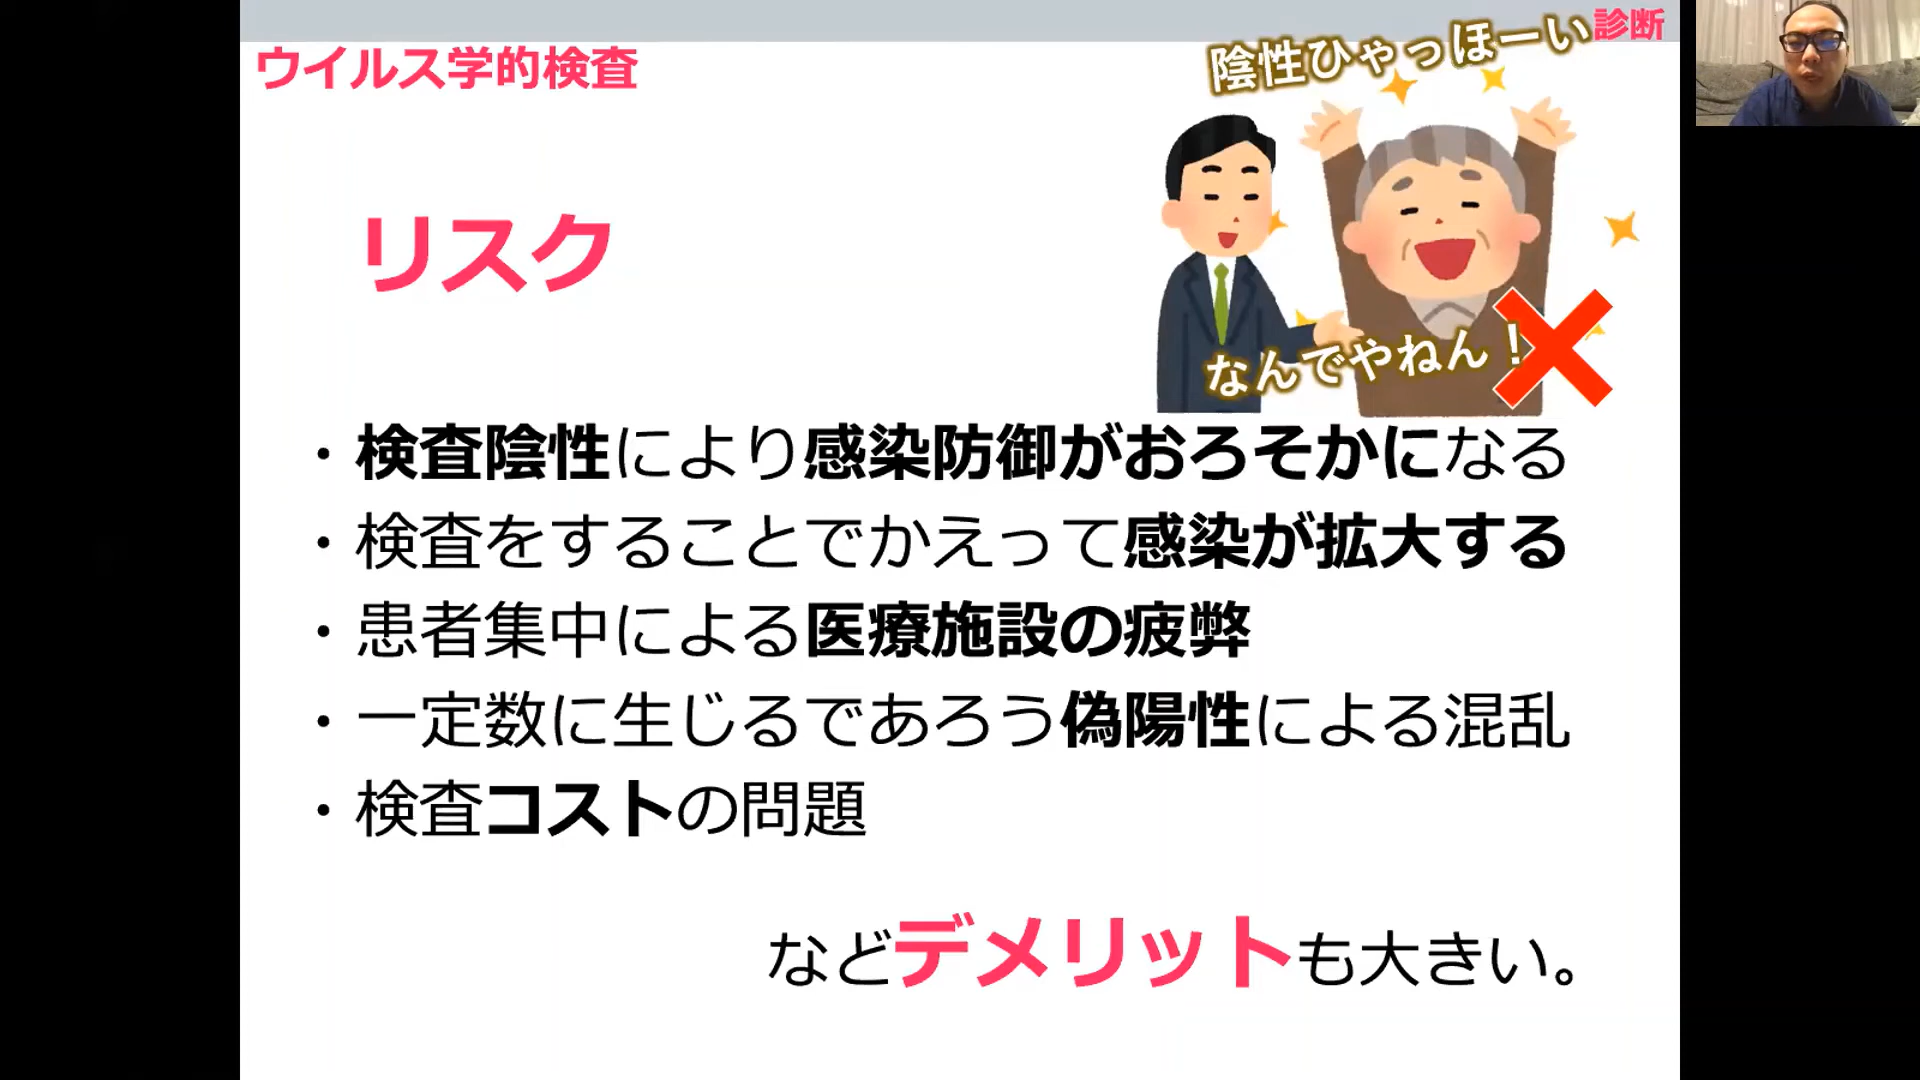 診断
ウイルス学的検査
陰性ひゃっほーい
リスク
なんでやねん！
・検査陰性により感染防御がおろそかになる
・検査をすることでかえって感染が拡大する
・患者集中による医療施設の疲弊
・一定数に生じるであろう偽陽性による混乱
・検査コストの問題
などデメリットも大きい。